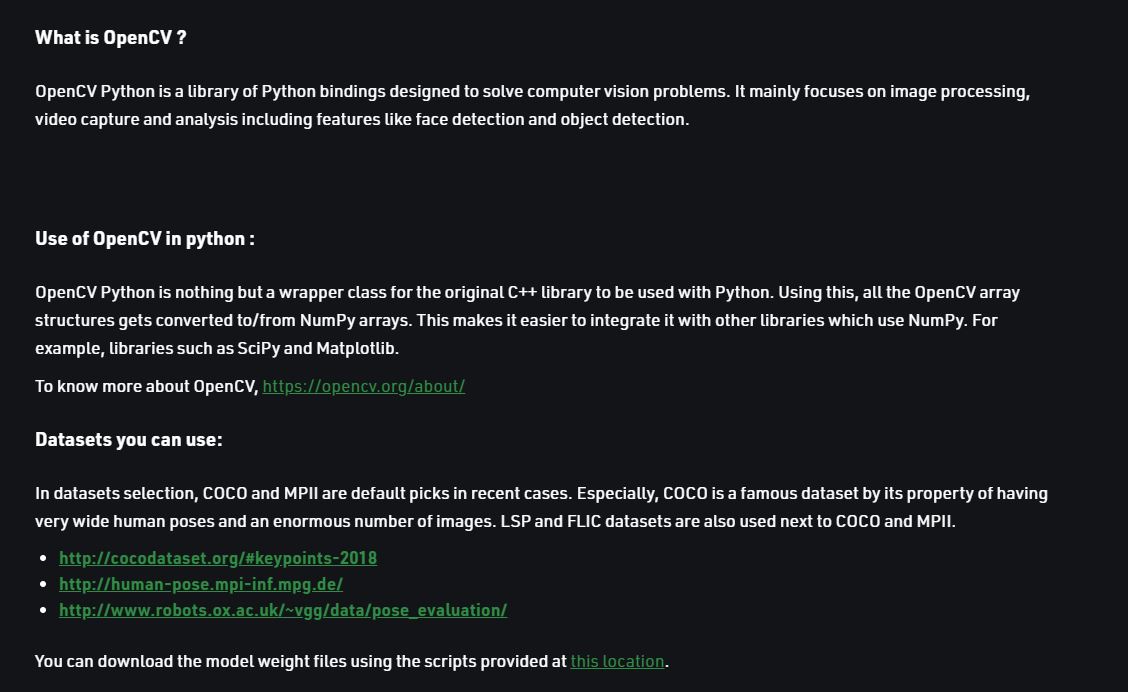 What is OpenCV ?
OpenCV Python is a library of Python bindings designed to solve computer vision problems. It mainly focuses on image processing,
video capture and analysis including features like face detection and object detection.
Use of OpenCV in python :
OpenCV Python is nothing but a wrapper class for the original C++ library to be used with Python. Using this, all the OpenCV array
structures gets converted to/from NumPy arrays. This makes it easier to integrate it with other libraries which use NumPy. For
example, libraries such as SciPy and Matplotlib.
To know more about OpenCV, https://opencv.org/about/
Datasets you can use:
In datasets selection, COCO and MPII are default picks in recent cases. Especially, COCO is a famous dataset by its property of having
very wide human poses and an enormous number of images. LSP and FLIC datasets are also used next to COCO and MPII.
• http://cocodataset.org/#keypoints-2018
• http://human-pose.mpi-inf.mpg.de/
• http://www.robots.ox.ac.uk/~vgg/data/pose_evaluation/
You can download the model weight files using the scripts provided at this location.